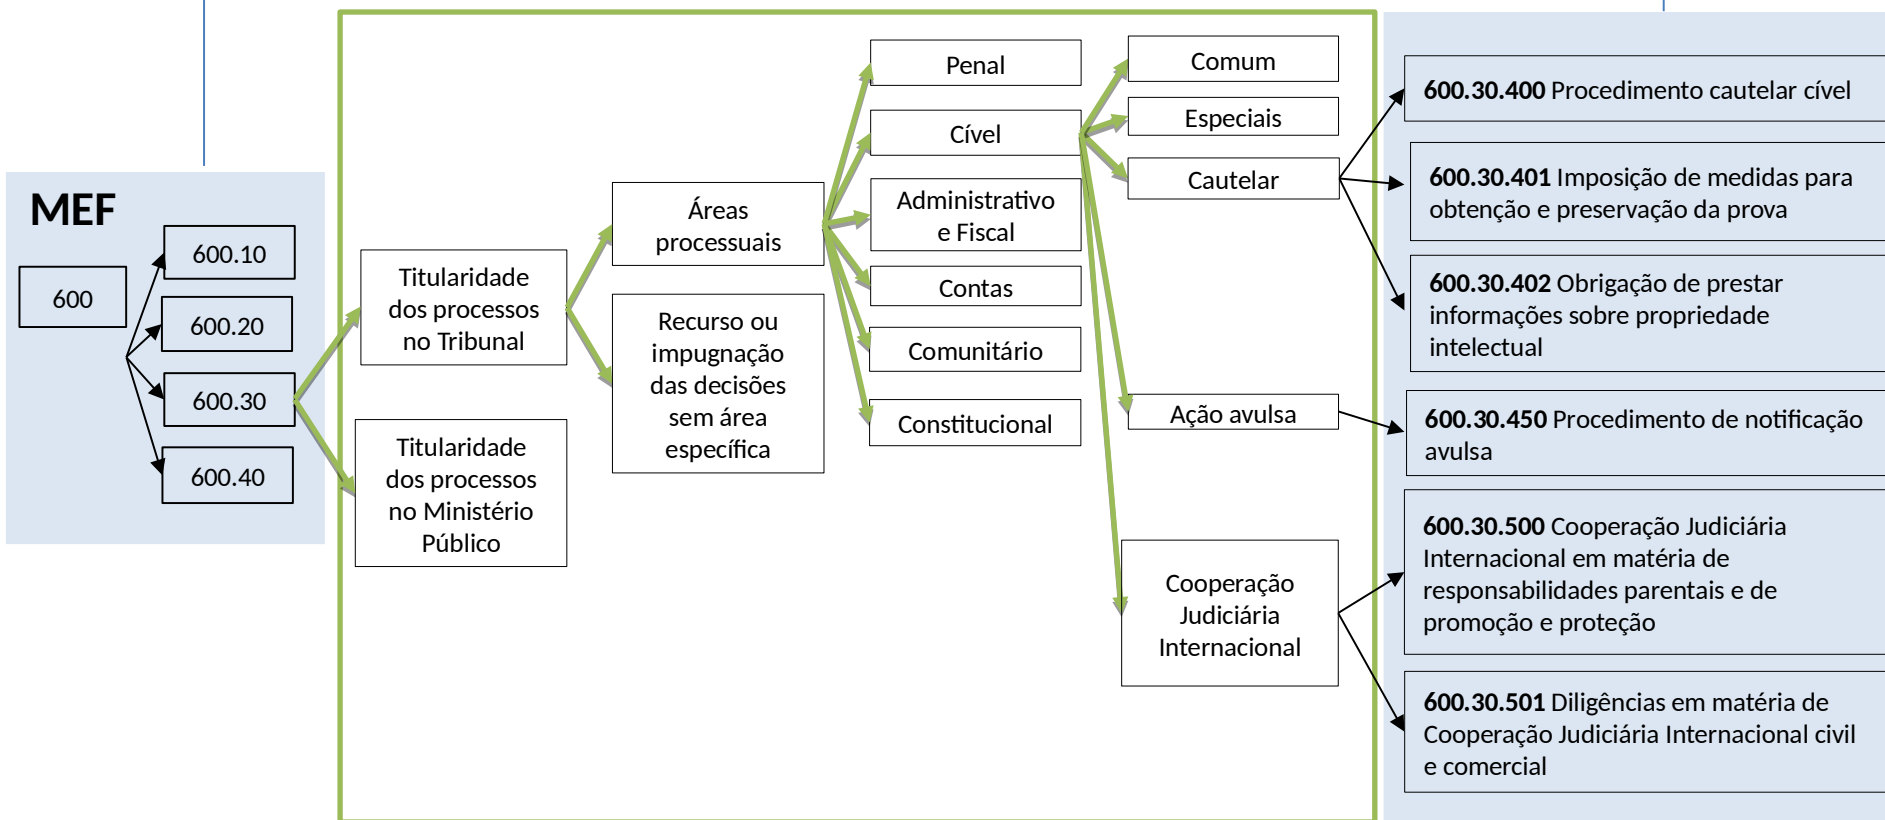 MEF
600
600.10
600.20
600.30
600.40
Titularidade
dos processos
no Tribunal
Titularidade
dos processos
no Ministério
Público
Áreas
processuais
Recurso ou
impugnação
das decisões
sem área
específica
Penal
Cível
Administrativo
e Fiscal
Contas
Comunitário
Constitucional
Comum
Especiais
Cautelar
Ação avulsa
Cooperação
Judiciária
Internacional
600.30.400 Procedimento cautelar cível
600.30.401 Imposição de medidas para
obtenção e preservação da prova
600.30.402 Obrigação de prestar
informações sobre propriedade
intelectual
600.30.450 Procedimento de notificação
avulsa
600.30.500 Cooperação Judiciária
Internacional em matéria de
responsabilidades parentais e de
promoção e proteção
600.30.501 Diligências em matéria de
Cooperação Judiciária Internacional civil
e comercial